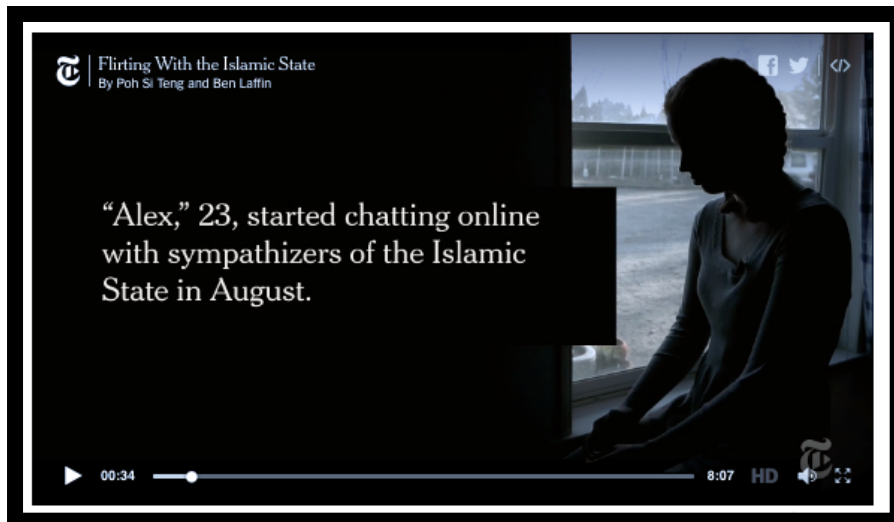 Flirting With the Islamic State
By Poh Si Teng and Ben Laffin
“Alex,” 23, started chatting online
with sympathizers of the Islamic
State in August.
00:34
8:07
HD